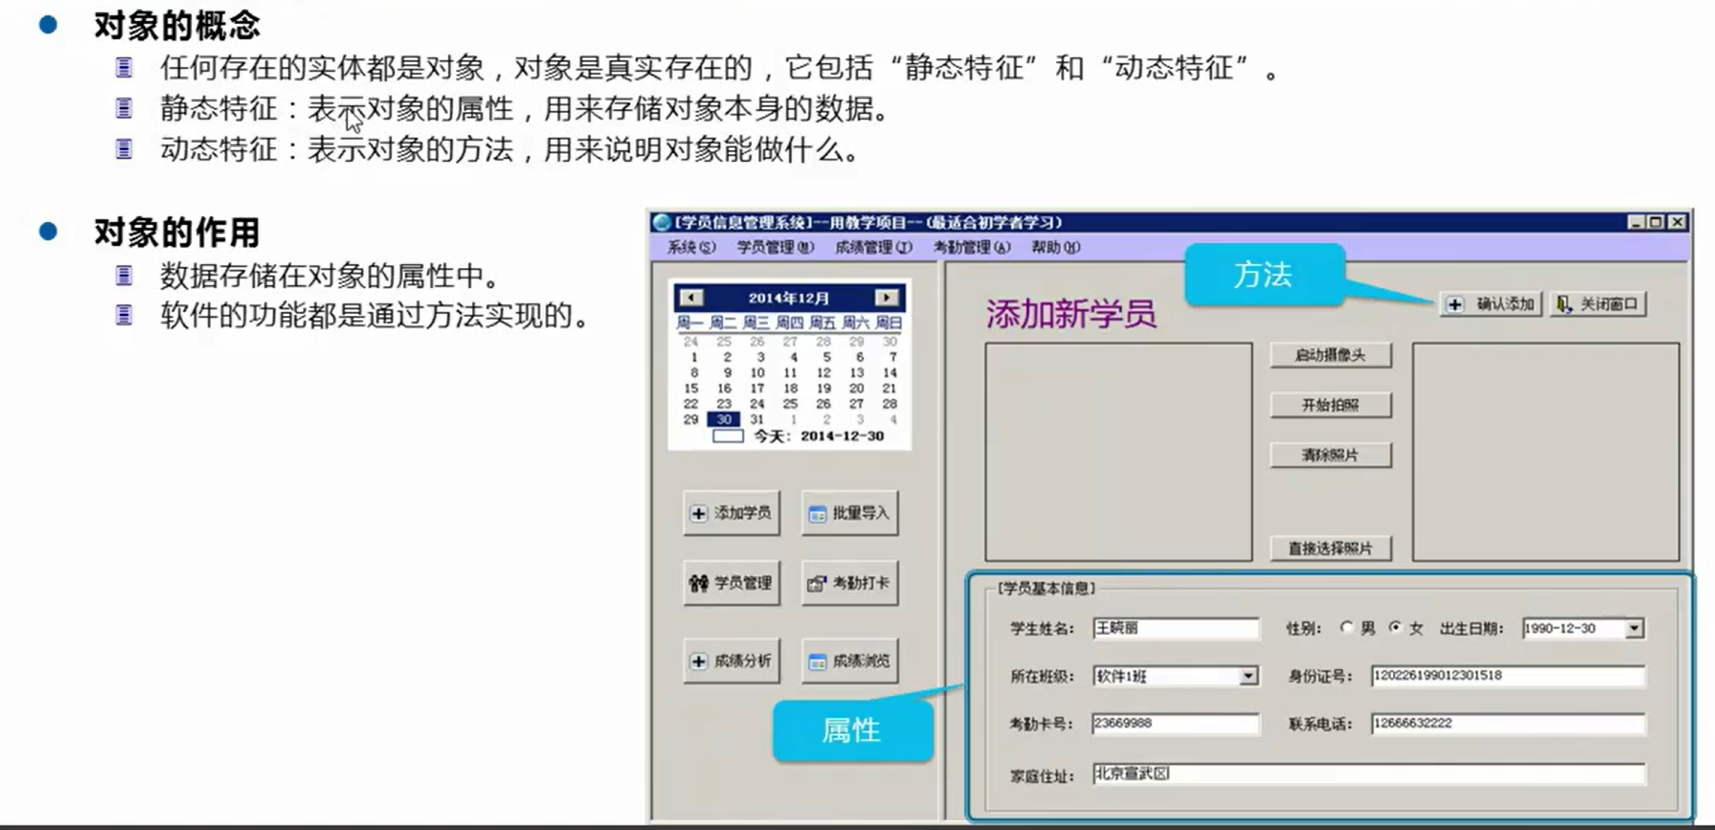 对象的概念
任何存在的实体都是对象，对象是真实存在的，它包括“静态特征”和“动态特征”。
静态特征：表示对象的属性，用来存储对象本身的数据。
动态特征：表示对象的方法，用来说明对象能做什么。
对象的作用
数据存储在对象的属性中。
软件的功能都是通过方法实现的。
[学员信息管理系统]--用教学项目--(最适合初学者学习)
系统(S) 学员管理(M) 成绩管理(J) 考勤管理(A) 帮助(H)
方法
2014年12月
周一 周二 周三 周四 周五 周六 周日
24 25 26 27 28 29 30
1 2 3 4 5 6 7
8 9 10 11 12 13 14
15 16 17 18 19 20 21
22 23 24 25 26 27 28
29 30 31 1 2 3 4
今天: 2014-12-30
添加学员 批量导入
学员管理 考勤打卡
成绩分析 成绩浏览
属性
添加新学员
确认添加 关闭窗口
启动摄像头
开始拍照
清除照片
直接选择照片
[学员基本信息]
学生姓名: 王晓丽 性别: 男 女 出生日期: 1990-12-30
所在班级: 软件1班 身份证号: 120226199012301518
考勤卡号: 23669988 联系电话: 12666632222
家庭住址: 北京宣武区